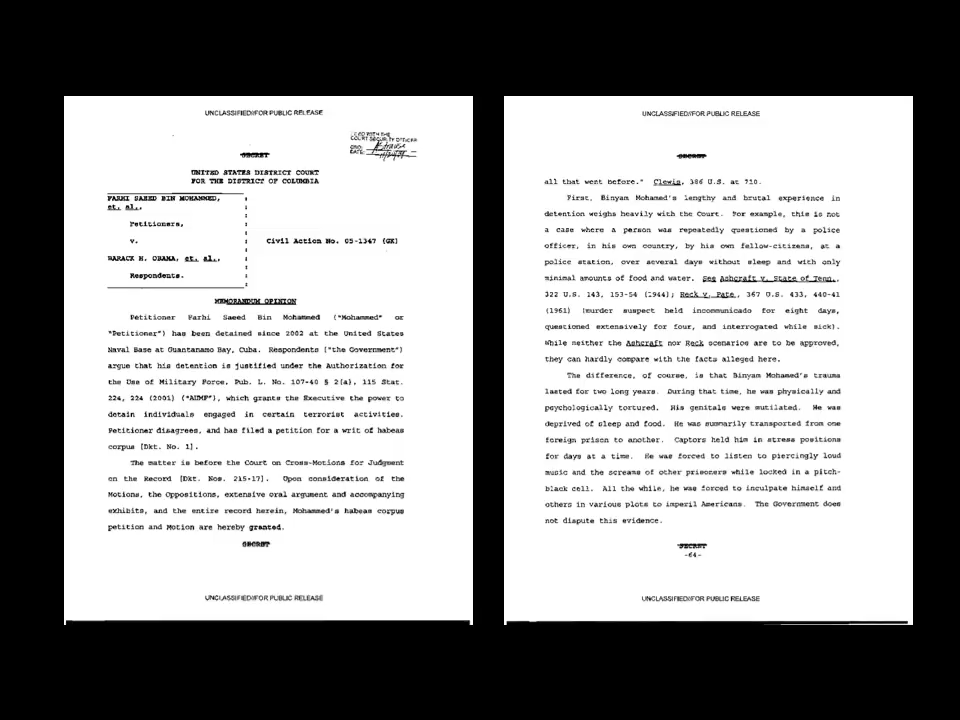 UNCLASSIFIED//FOR PUBLIC RELEASE
FILED WITH THE
COURT SECURITY OFFICER
CSO:
DATE:
SECRET
UNITED STATES DISTRICT COURT
FOR THE DISTRICT OF COLUMBIA
FARHI SAEED BIN MOHAMMED,
et. al.,
Petitioners,
v.
Civil Action No. 05-1347 (GK)
BARACK H. OBAMA, et. al.,
Respondents.
MEMORANDUM OPINION
Petitioner Farhi Saeed Bin Mohammed ("Mohammed" or
"Petitioner") has been detained since 2002 at the United States
Naval Base at Guantanamo Bay, Cuba. Respondents ("the Government")
argue that his detention is justified under the Authorization for
the Use of Military Force, Pub. L. No. 107-40 § 2(a), 115 Stat.
224, 224 (2001) ("AUMF"), which grants the Executive the power to
detain individuals engaged in certain terrorist activities.
Petitioner disagrees, and has filed a petition for a writ of habeas
corpus [Dkt. No. 1].
The matter is before the Court on Cross-Motions for Judgment
on the Record [Dkt. Nos. 215-17]. Upon consideration of the
Motions, the Oppositions, extensive oral argument and accompanying
exhibits, and the entire record herein, Mohammed's habeas corpus
petition and Motion are hereby granted.
SECRET
UNCLASSIFIED//FOR PUBLIC RELEASE
UNCLASSIFIED//FOR PUBLIC RELEASE
SECRET
all that went before." Clewis, 386 U.S. at 710.
First, Binyam Mohamed's lengthy and brutal experience in
detention weighs heavily with the Court. For example, this is not
a case where a person was repeatedly questioned by a police
officer, in his own country, by his own fellow-citizens, at a
police station, over several days without sleep and with only
minimal amounts of food and water. See Ashcraft v. State of Tenn.,
322 U.S. 143, 153-54 (1944); Reck v. Pate, 367 U.S. 433, 440-41
(1961) (murder suspect held incommunicado for eight days,
questioned extensively for four, and interrogated while sick).
While neither the Ashcraft nor Reck scenarios are to be approved,
they can hardly compare with the facts alleged here.
The difference, of course, is that Binyam Mohamed's trauma
lasted for two long years. During that time, he was physically and
psychologically tortured. His genitals were mutilated. He was
deprived of sleep and food. He was summarily transported from one
foreign prison to another. Captors held him in stress positions
for days at a time. He was forced to listen to piercingly loud
music and the screams of other prisoners while locked in a pitch-
black cell. All the while, he was forced to inculpate himself and
others in various plots to imperil Americans. The Government does
not dispute this evidence.
SECRET
-64-
UNCLASSIFIED//FOR PUBLIC RELEASE